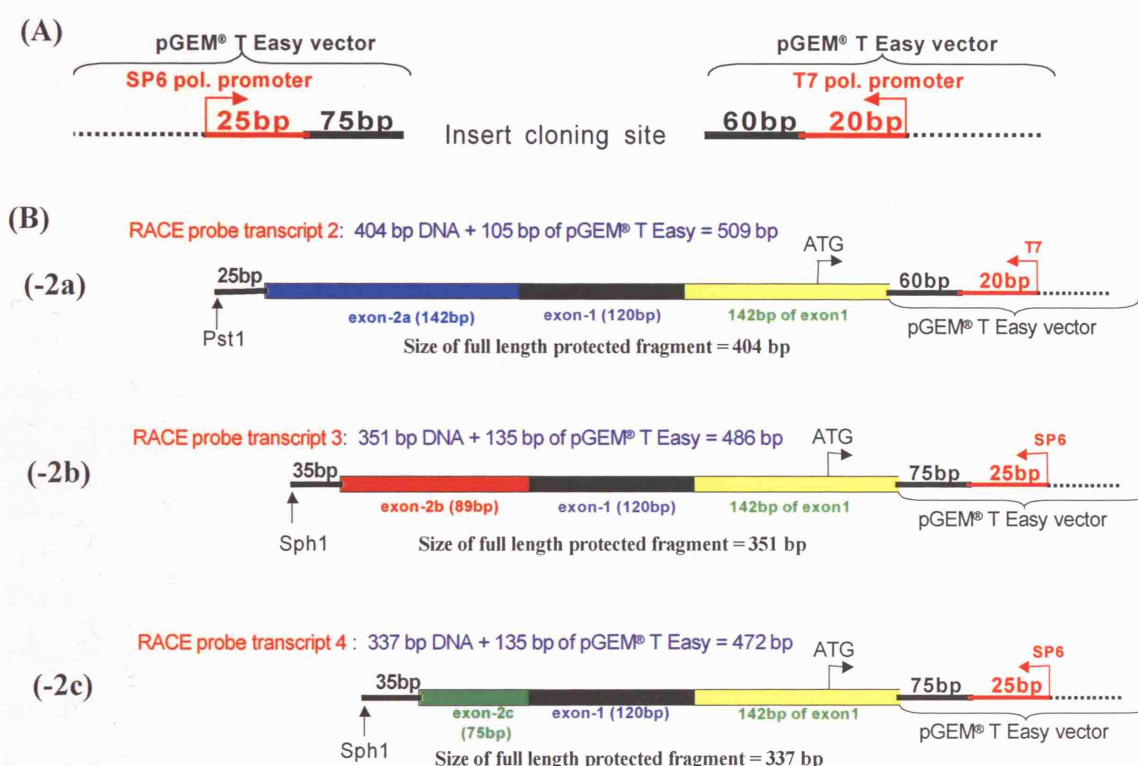 (A)
pGEM® T Easy vector
pGEM® T Easy vector
SP6 pol. promoter
T7 pol. promoter
25bp 75bp
Insert cloning site
60bp 20bp
(B)
RACE probe transcript 2: 404 bp DNA + 105 bp of pGEM® T Easy = 509 bp
ATG
T7
(-2a)
25bp
60bp 20bp
Pst1
exon-2a (142bp)
exon-1 (120bp)
142bp of exon1
pGEM® T Easy vector
Size of full length protected fragment = 404 bp
RACE probe transcript 3: 351 bp DNA + 135 bp of pGEM® T Easy = 486 bp
ATG
SP6
(-2b)
35bp
75bp 25bp
Sph1
exon-2b (89bp)
exon-1 (120bp)
142bp of exon1
pGEM® T Easy vector
Size of full length protected fragment = 351 bp
RACE probe transcript 4 : 337 bp DNA + 135 bp of pGEM® T Easy = 472 bp
ATG
SP6
(-2c)
35bp
75bp 25bp
Sph1
exon-2c
(75bp)
exon-1 (120bp)
142bp of exon1
pGEM® T Easy vector
Size of full length protected fragment = 337 bp